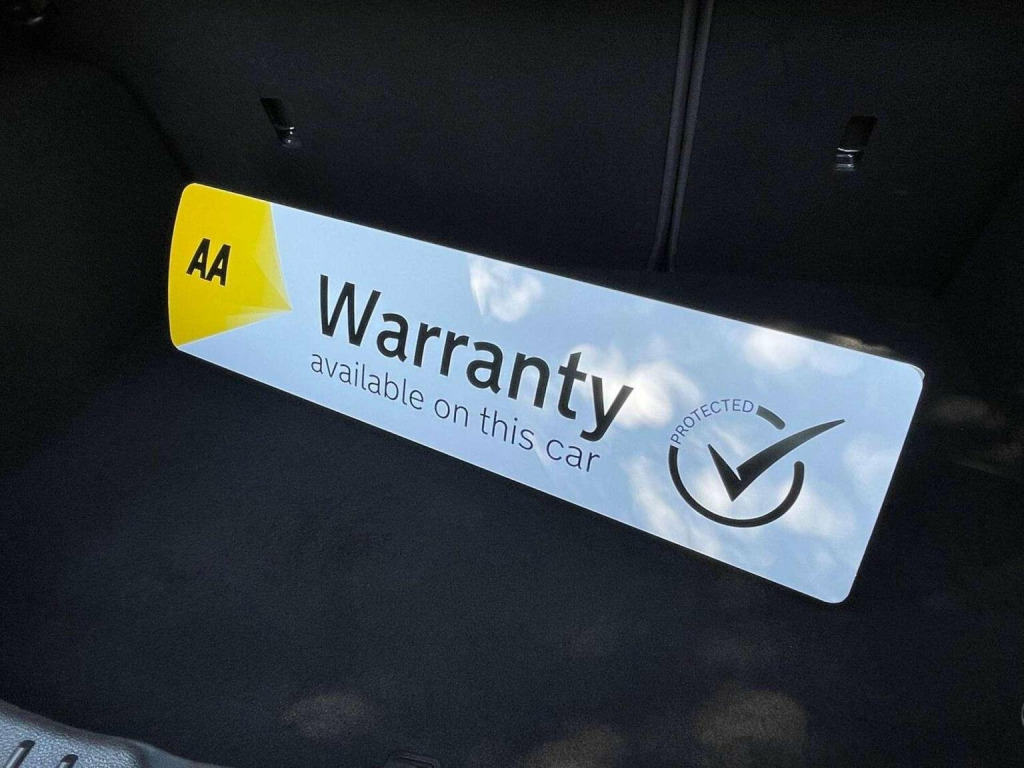 AA
Warranty
available on this car
PROTECTED